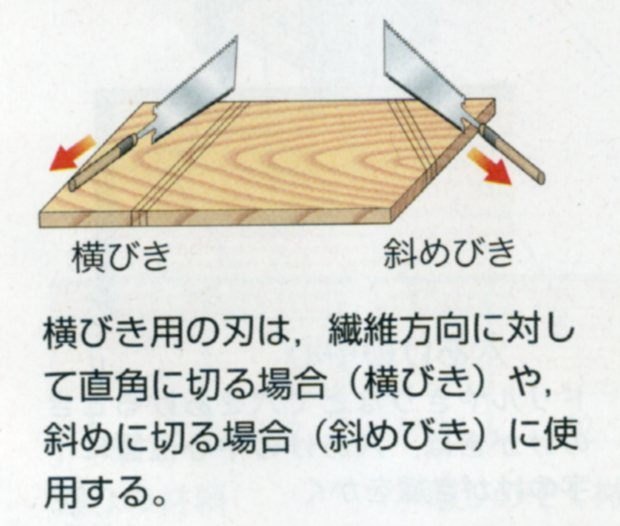 横びき 斜めびき
横びき用の刃は，繊維方向に対し
て直角に切る場合（横びき）や，
斜めに切る場合（斜めびき）に使
用する。